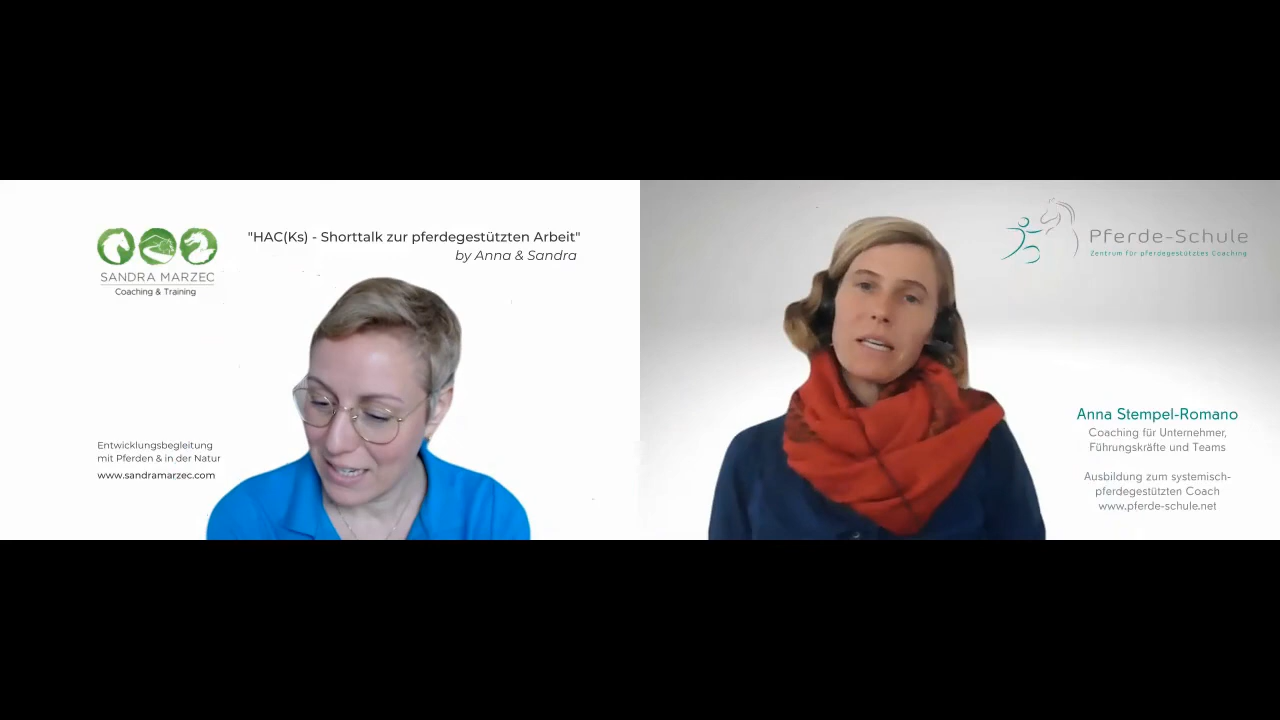 "HAC(Ks) - Shorttalk zur pferdegestützten Arbeit"
by Anna & Sandra
SANDRA MARZEC
Coaching & Training
Entwicklungsbegleitung
mit Pferden & in der Natur
www.sandramarzec.com
Pferde-Schule
Zentrum für pferdegestütztes Coaching
Anna Stempel-Romano
Coaching für Unternehmer,
Führungskräfte und Teams
Ausbildung zum systemisch-
pferdegestützten Coach
www.pferde-schule.net